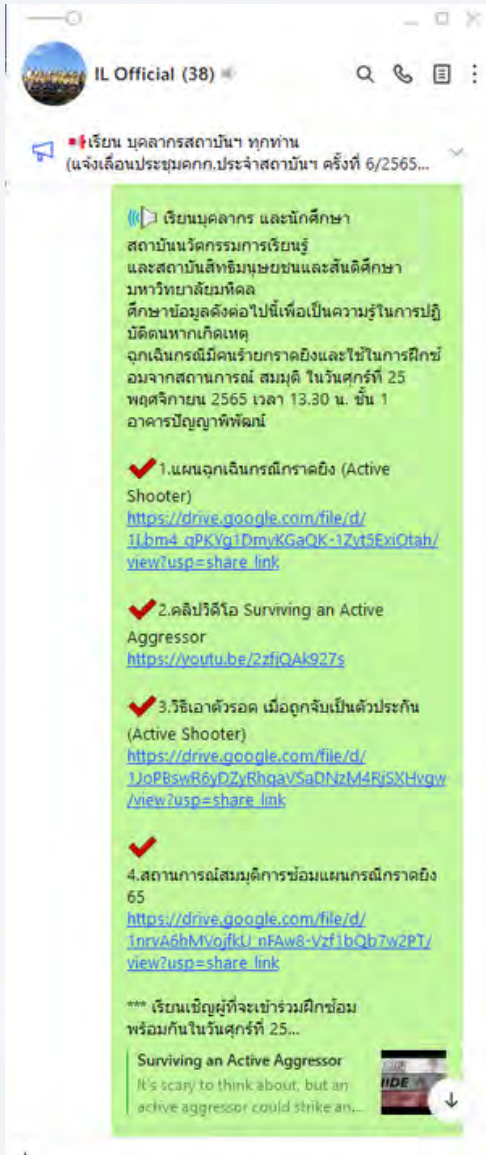 IL Official (38)
เรียน บุคลากรสถาบันฯ ทุกท่าน
(แจ้งเลื่อนประชุมคกก.ประจำสถาบันฯ ครั้งที่ 6/2565...
เรียนบุคลากร และนักศึกษา
สถาบันนวัตกรรมการเรียนรู้
และสถาบันสิทธิมนุษยชนและสันติศึกษา
มหาวิทยาลัยมหิดล
ศึกษาข้อมูลดังต่อไปนี้เพื่อเป็นความรู้ในการปฏิ
บัติตนหากเกิดเหตุ
ฉุกเฉินกรณีมีคนร้ายกราดยิงและใช้ในการฝึกซ้
อมจากสถานการณ์ สมมุติ ในวันศุกร์ที่ 25
พฤศจิกายน 2565 เวลา 13.30 น. ชั้น 1
อาคารปัญญาพิพัฒน์
1.แผนฉุกเฉินกรณีกราดยิง (Active
Shooter)
https://drive.google.com/file/d/
1Lbm4_qPKYg1DmvKGaQK-1Zyt5ExiOtah/
view?usp=share_link
2.คลิปวิดีโอ Surviving an Active
Aggressor
https://youtu.be/2zfjQAk927s
3.วิธีเอาตัวรอด เมื่อถูกจับเป็นตัวประกัน
(Active Shooter)
https://drive.google.com/file/d/
1JoPBswR6yDZyRhqaVSaDNzM4RjSXHvgw
/view?usp=share_link
4.สถานการณ์สมมุติการซ้อมแผนกรณีกราดยิง
65
https://drive.google.com/file/d/
1nrvA6hMVojfkU_nFAw8-Vzf1bQb7w2PT/
view?usp=share_link
*** เรียนเชิญผู้ที่จะเข้าร่วมฝึกซ้อม
พร้อมกันในวันศุกร์ที่ 25...
Surviving an Active Aggressor
It's scary to think about, but an
active aggressor could strike an...
HIDE